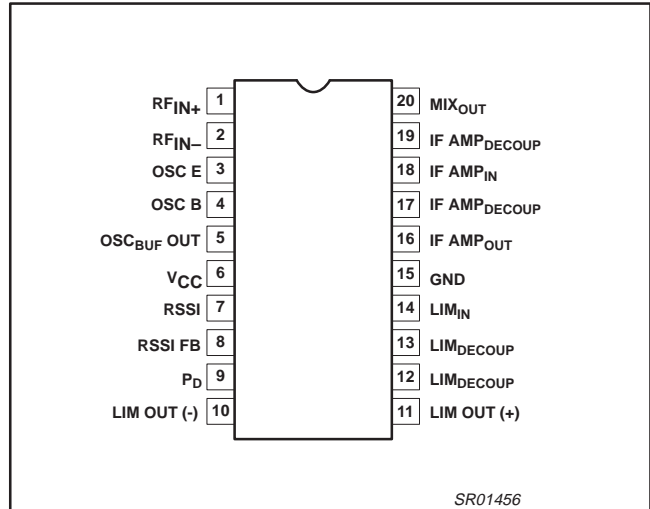 RFIN+ 1 20 MIXOUT
RFIN– 2 19 IF AMPDECOUP
OSC E 3 18 IF AMPIN
OSC B 4 17 IF AMPDECOUP
OSCBUF OUT 5 16 IF AMPOUT
VCC 6 15 GND
RSSI 7 14 LIMIN
RSSI FB 8 13 LIMDECOUP
PD 9 12 LIMDECOUP
LIM OUT (-) 10 11 LIM OUT (+)
SR01456